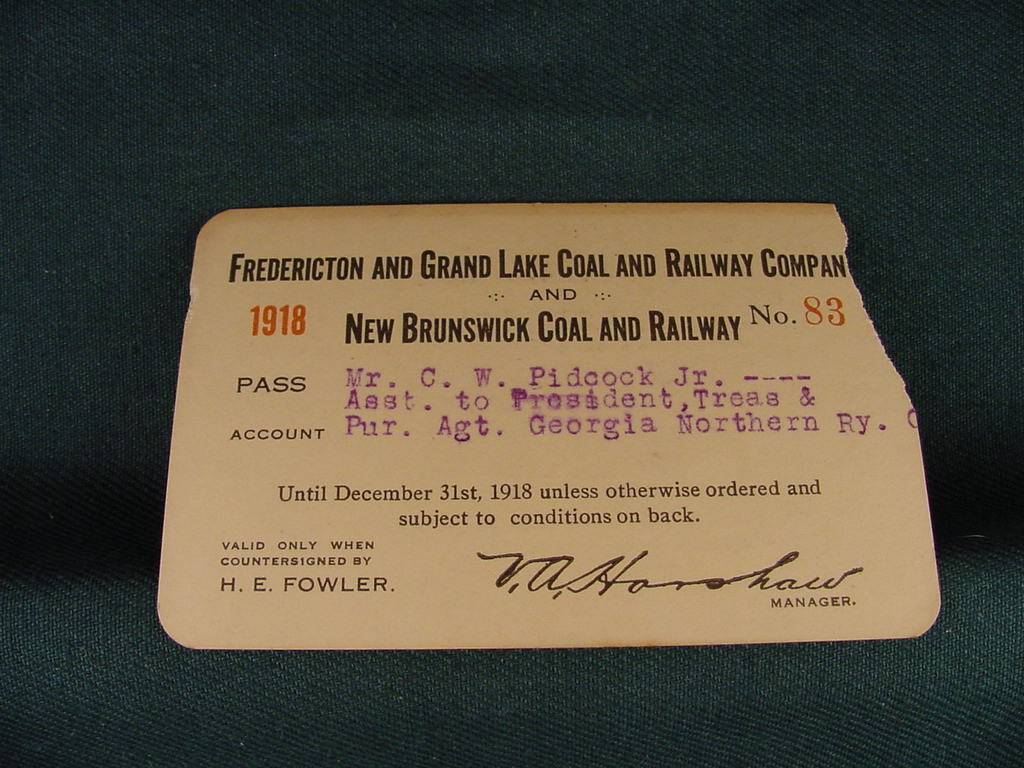 FREDERICTON AND GRAND LAKE COAL AND RAILWAY COMPAN
AND
1918
NEW BRUNSWICK COAL AND RAILWAY No. 83
PASS Mr. C. W. Pidcock Jr. ----
Asst. to President, Treas &
ACCOUNT Pur. Agt. Georgia Northern Ry. C
Until December 31st, 1918 unless otherwise ordered and
subject to conditions on back.
VALID ONLY WHEN
COUNTERSIGNED BY
H. E. FOWLER.
V. A. Harshaw
MANAGER.